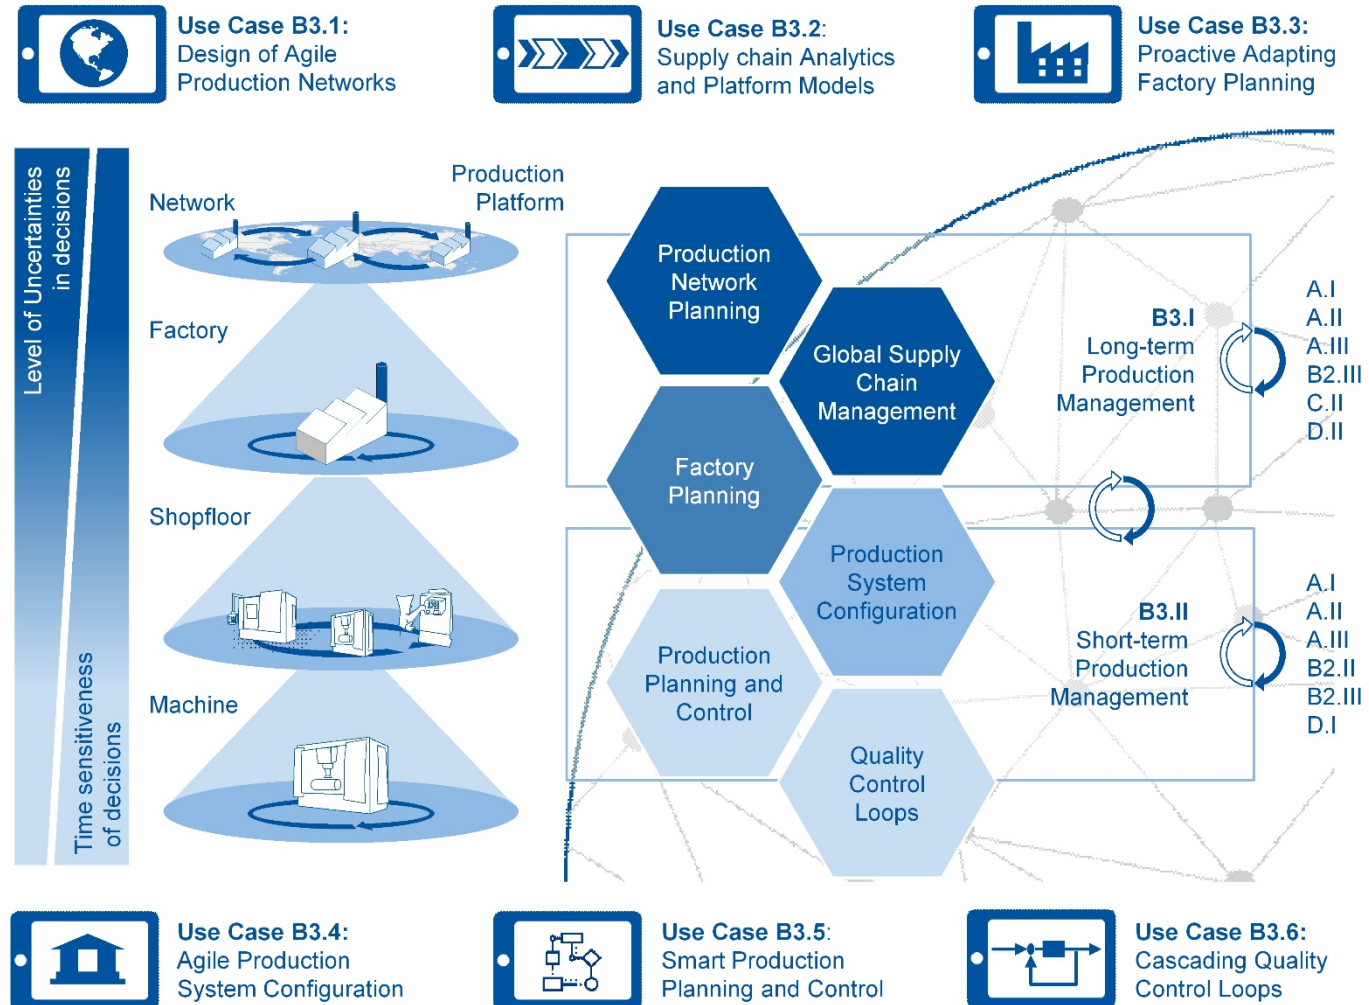 Use Case B3.1:
Design of Agile
Production Networks
Use Case B3.2:
Supply chain Analytics
and Platform Models
Use Case B3.3:
Proactive Adapting
Factory Planning
Level of Uncertainties
in decisions
Time sensitiveness
of decisions
Network
Production
Platform
Factory
Shopfloor
Machine
Production
Network
Planning
Global Supply
Chain
Management
Factory
Planning
Production
System
Configuration
Production
Planning and
Control
Quality
Control
Loops
B3.I
Long-term
Production
Management
A.I
A.II
A.III
B2.III
C.II
D.II
B3.II
Short-term
Production
Management
A.I
A.II
A.III
B2.II
B2.III
D.I
Use Case B3.4:
Agile Production
System Configuration
Use Case B3.5:
Smart Production
Planning and Control
Use Case B3.6:
Cascading Quality
Control Loops